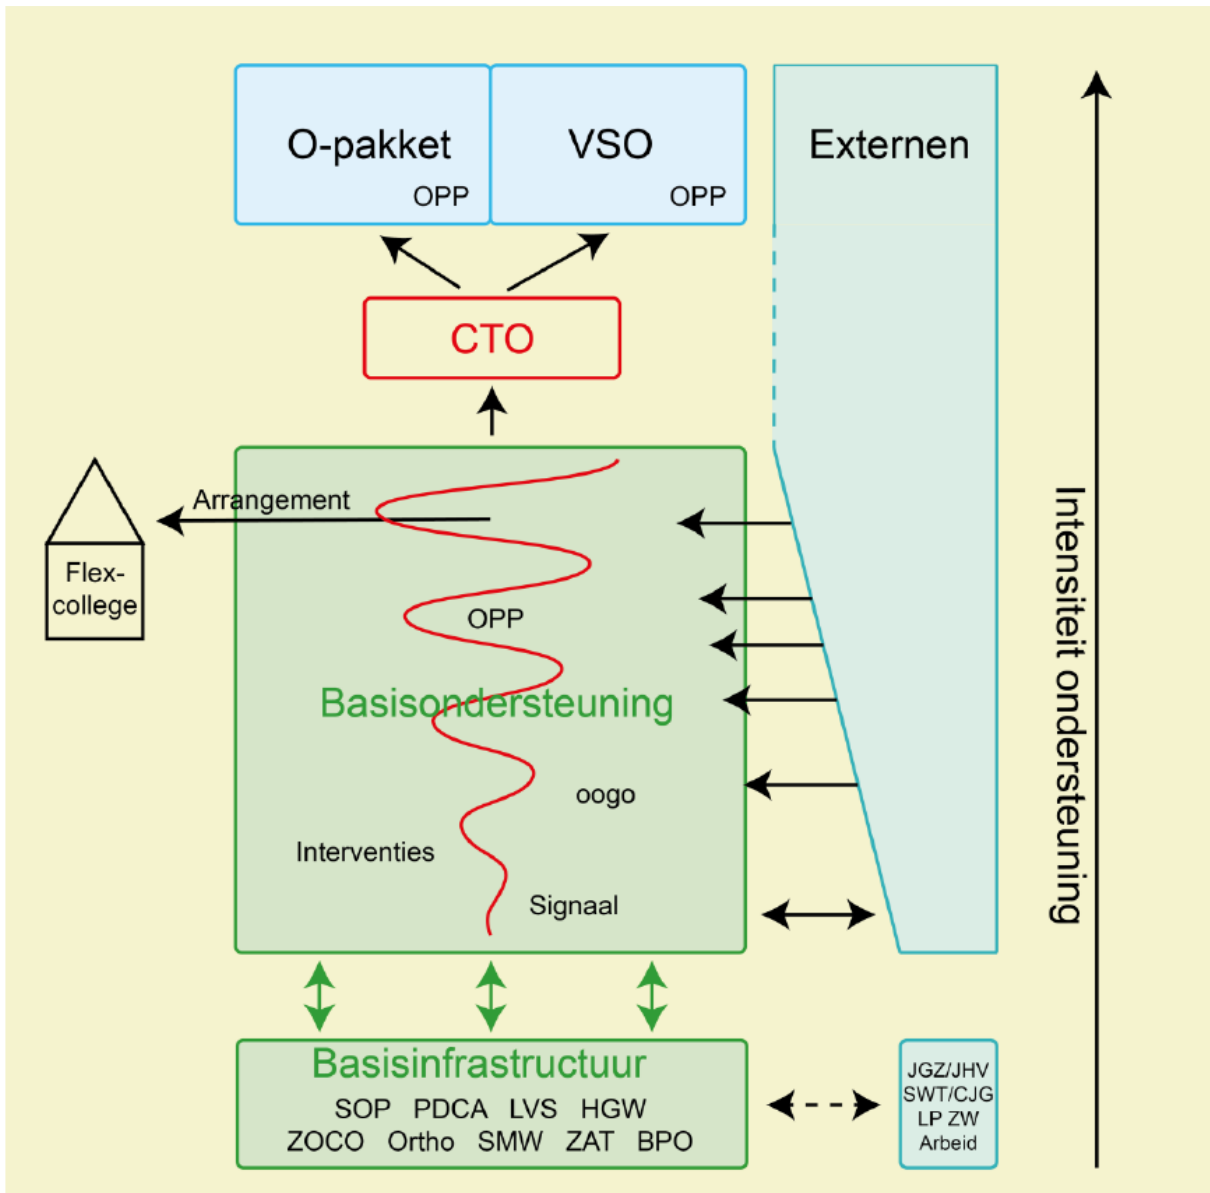 O-pakket
OPP
VSO
OPP
Externen
CTO
Arrangement
Flex-
college
OPP
Basisondersteuning
oogo
Interventies
Signaal
Intensiteit ondersteuning
Basisinfrastructuur
SOP PDCA LVS HGW
ZOCO Ortho SMW ZAT BPO
JGZ/JHV
SWT/CJG
LP ZW
Arbeid